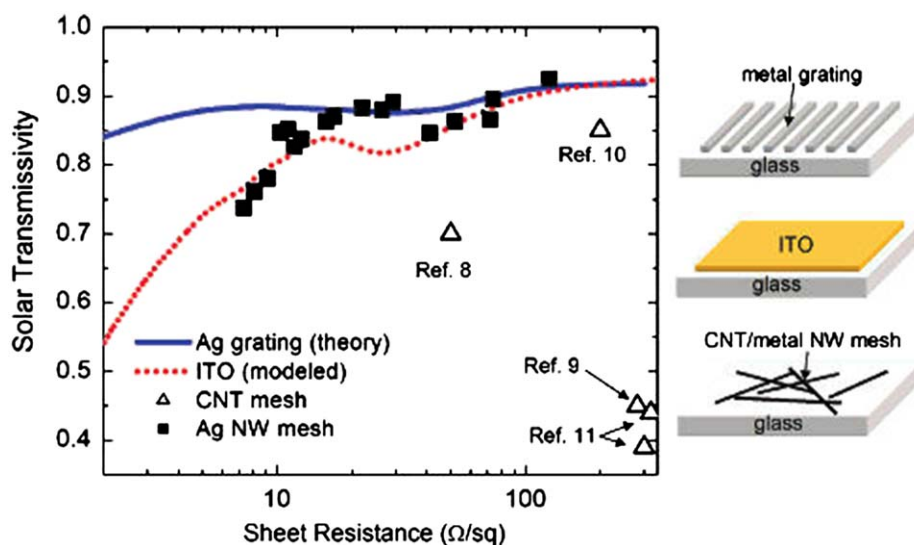 1.0
0.9
0.8
0.7
0.6
0.5
0.4
Solar Transmissivity
10
100
Sheet Resistance (Ω/sq)
Ref. 10
Ref. 8
Ref. 9
Ref. 11
Ag grating (theory)
ITO (modeled)
CNT mesh
Ag NW mesh
metal grating
glass
ITO
glass
CNT/metal NW mesh
glass